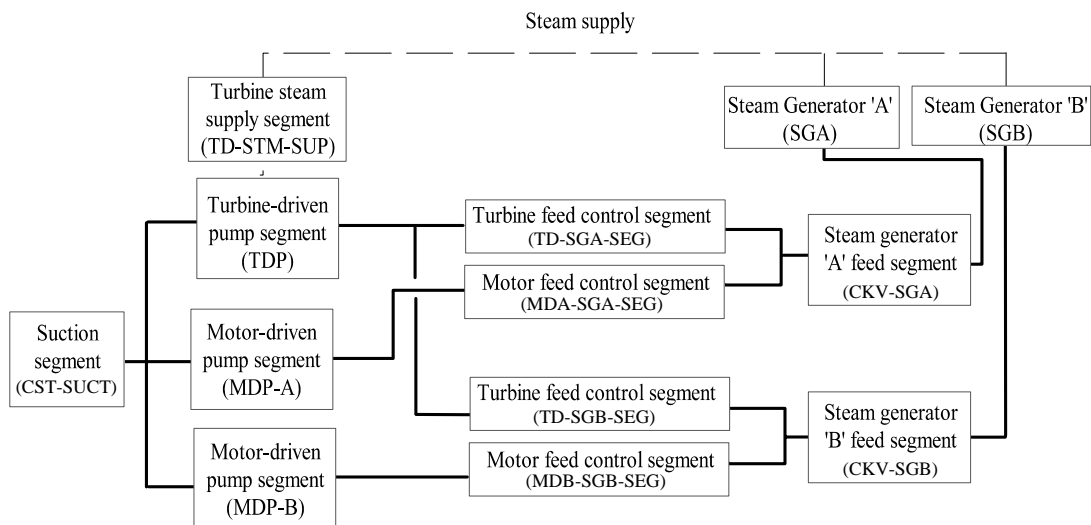 Steam supply
Turbine steam
supply segment
(TD-STM-SUP)
Steam Generator 'A'
(SGA)
Steam Generator 'B'
(SGB)
Turbine-driven
pump segment
(TDP)
Turbine feed control segment
(TD-SGA-SEG)
Steam generator
'A' feed segment
(CKV-SGA)
Motor feed control segment
(MDA-SGA-SEG)
Suction
segment
(CST-SUCT)
Motor-driven
pump segment
(MDP-A)
Turbine feed control segment
(TD-SGB-SEG)
Steam generator
'B' feed segment
(CKV-SGB)
Motor-driven
pump segment
(MDP-B)
Motor feed control segment
(MDB-SGB-SEG)